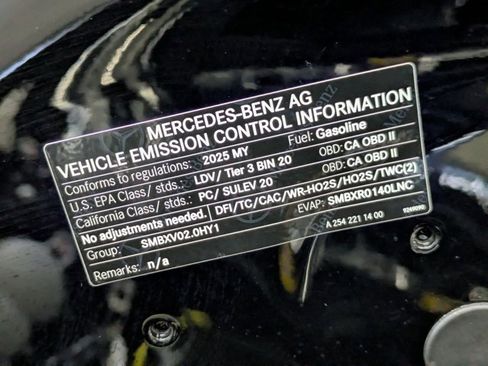 MERCEDES-BENZ AG
VEHICLE EMISSION CONTROL INFORMATION
Conforms to regulations: 2025 MY Fuel: Gasoline
U.S. EPA Class/ stds.: LDV/ Tier 3 BIN 20 OBD: CA OBD II
California Class/ stds.: PC/ SULEV 20 OBD: CA OBD II
No adjustments needed. DFI/TC/CAC/WR-HO2S/HO2S/TWC(2)
Group: SMBXV02.0HY1 EVAP: SMBXR0140LNC
Remarks: n/a A 254 221 14 00